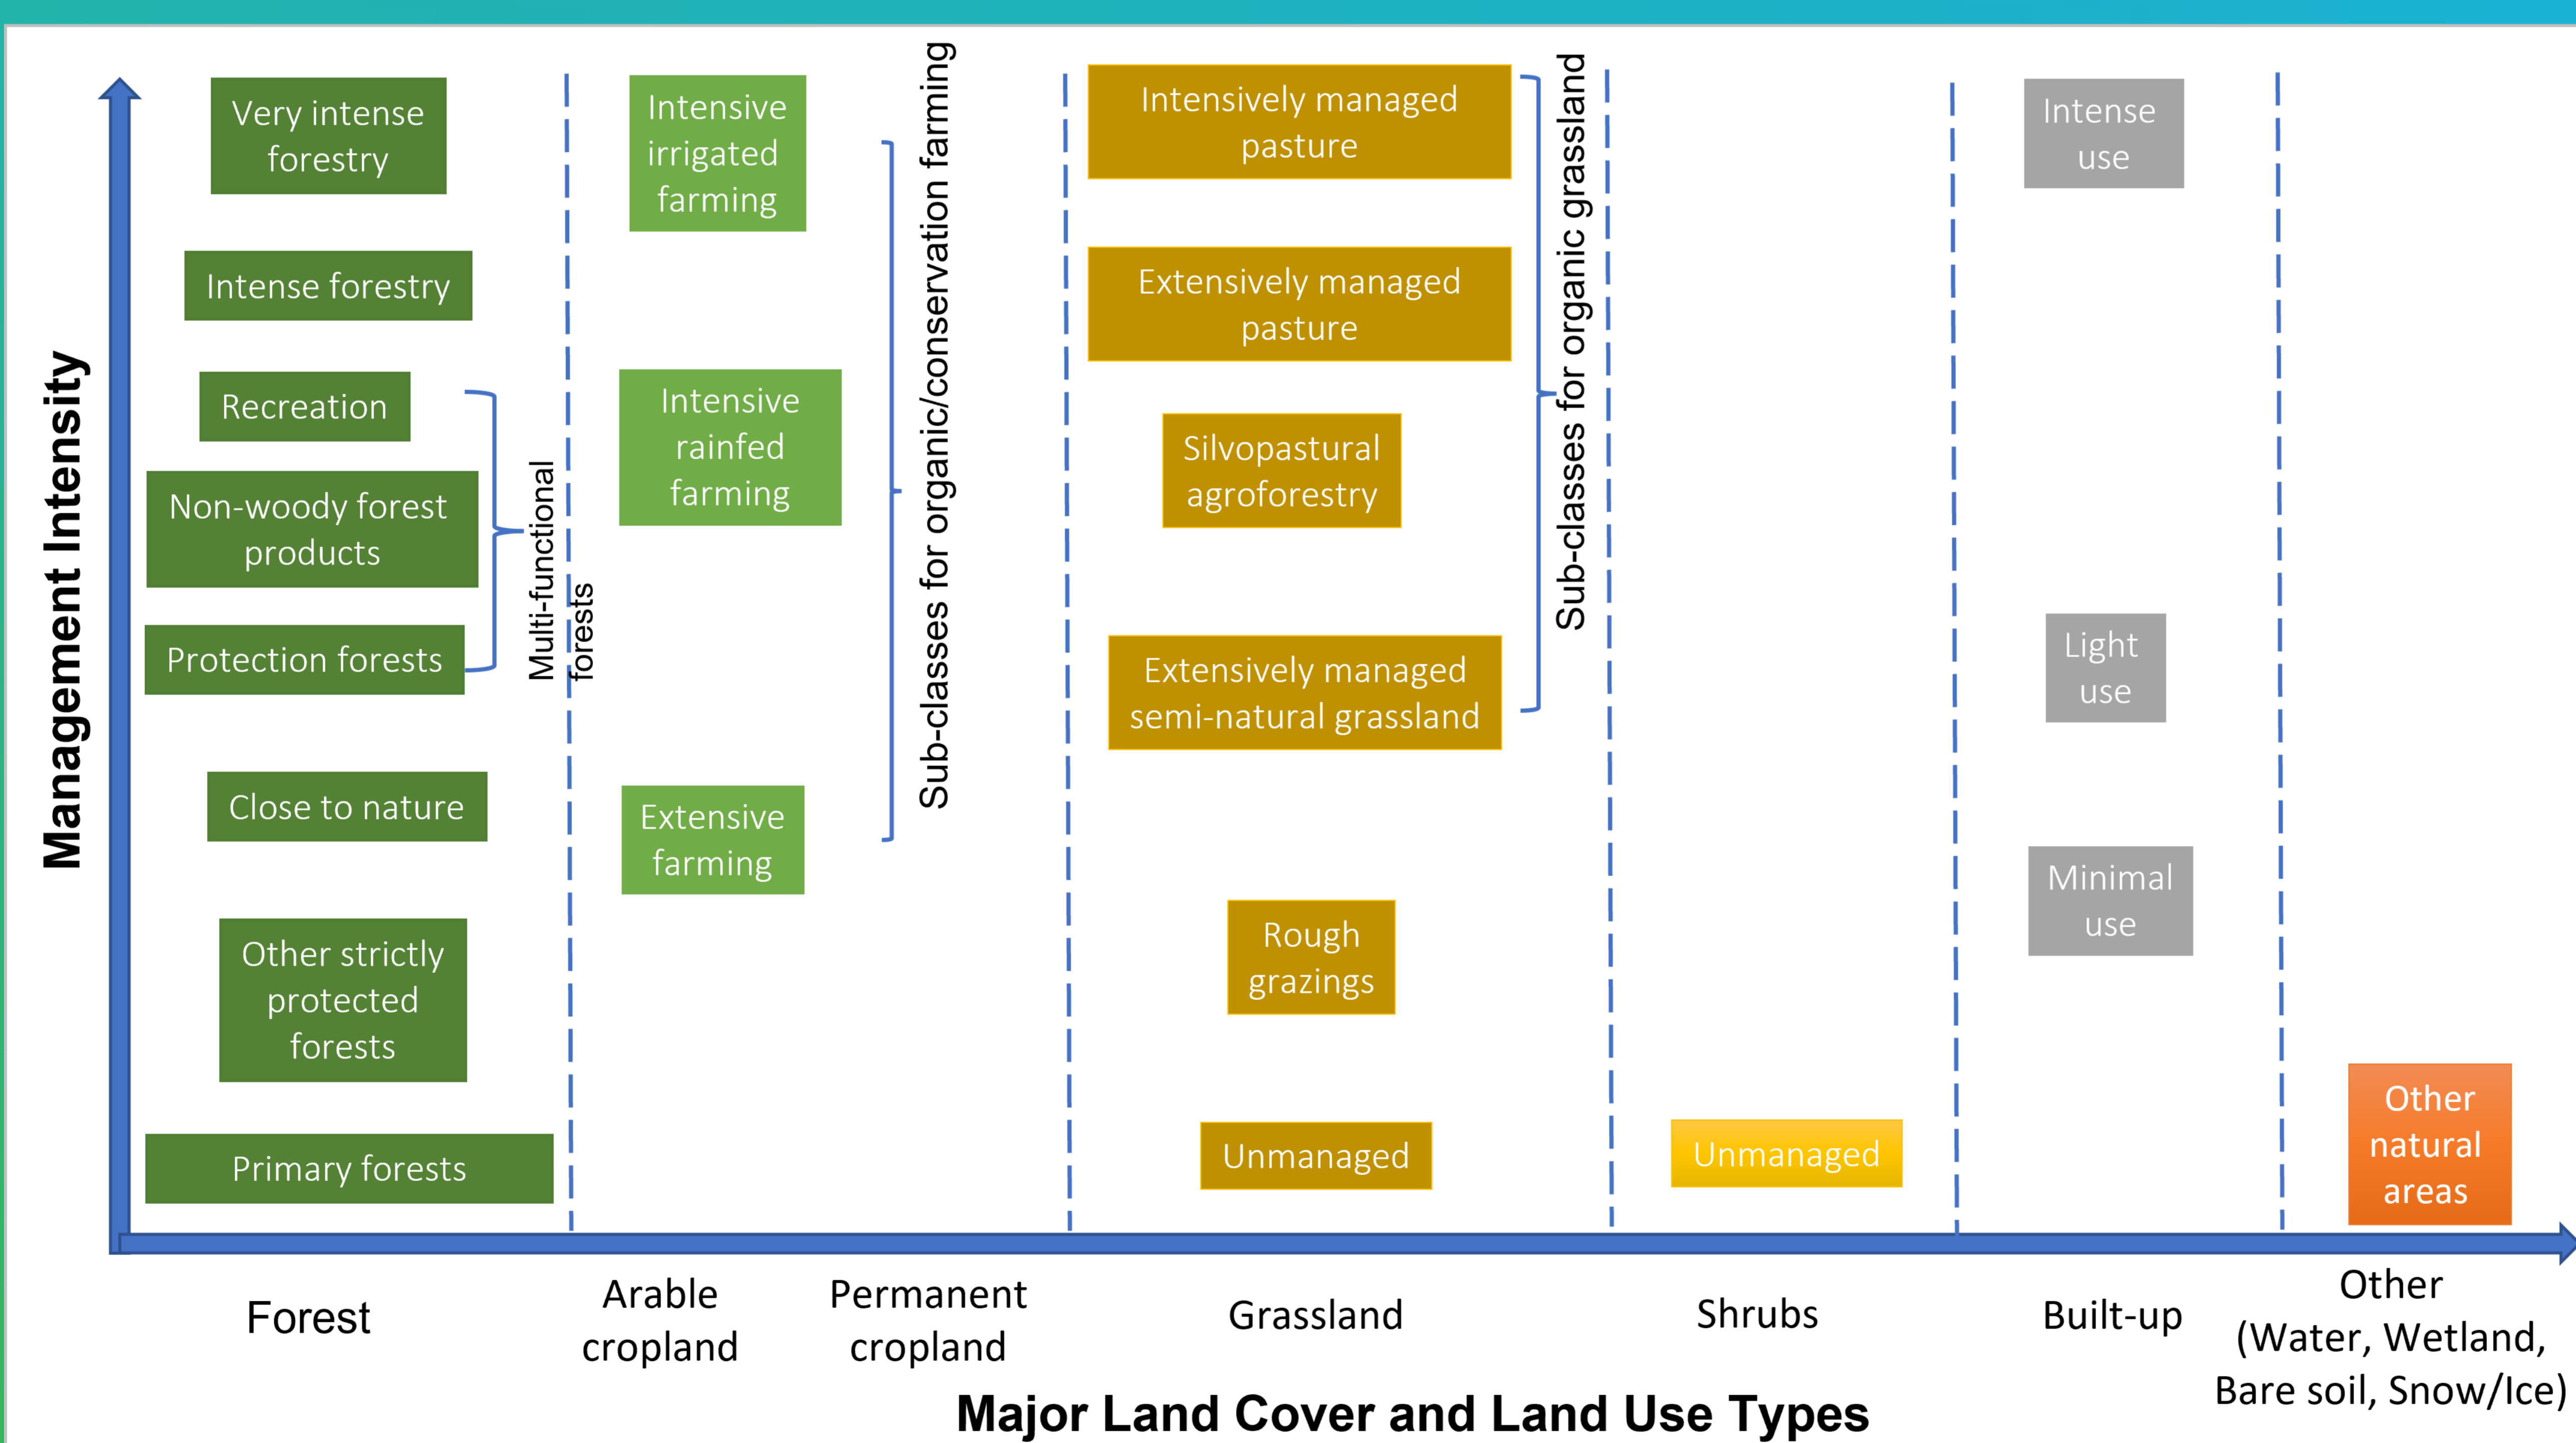 Management Intensity
Very intense
forestry
Intense forestry
Recreation
Non-woody forest
products
Protection forests
Multi-functional
forests
Close to nature
Other strictly
protected
forests
Primary forests
Intensive
irrigated
farming
Intensive
rainfed
farming
Extensive
farming
Sub-classes for organic/conservation farming
Intensively managed
pasture
Extensively managed
pasture
Silvopastural
agroforestry
Extensively managed
semi-natural grassland
Rough
grazings
Unmanaged
Sub-classes for organic grassland
Unmanaged
Intense
use
Light
use
Minimal
use
Other
natural
areas
Forest
Arable
cropland
Permanent
cropland
Grassland
Shrubs
Built-up
Other
(Water, Wetland,
Bare soil, Snow/Ice)
Major Land Cover and Land Use Types